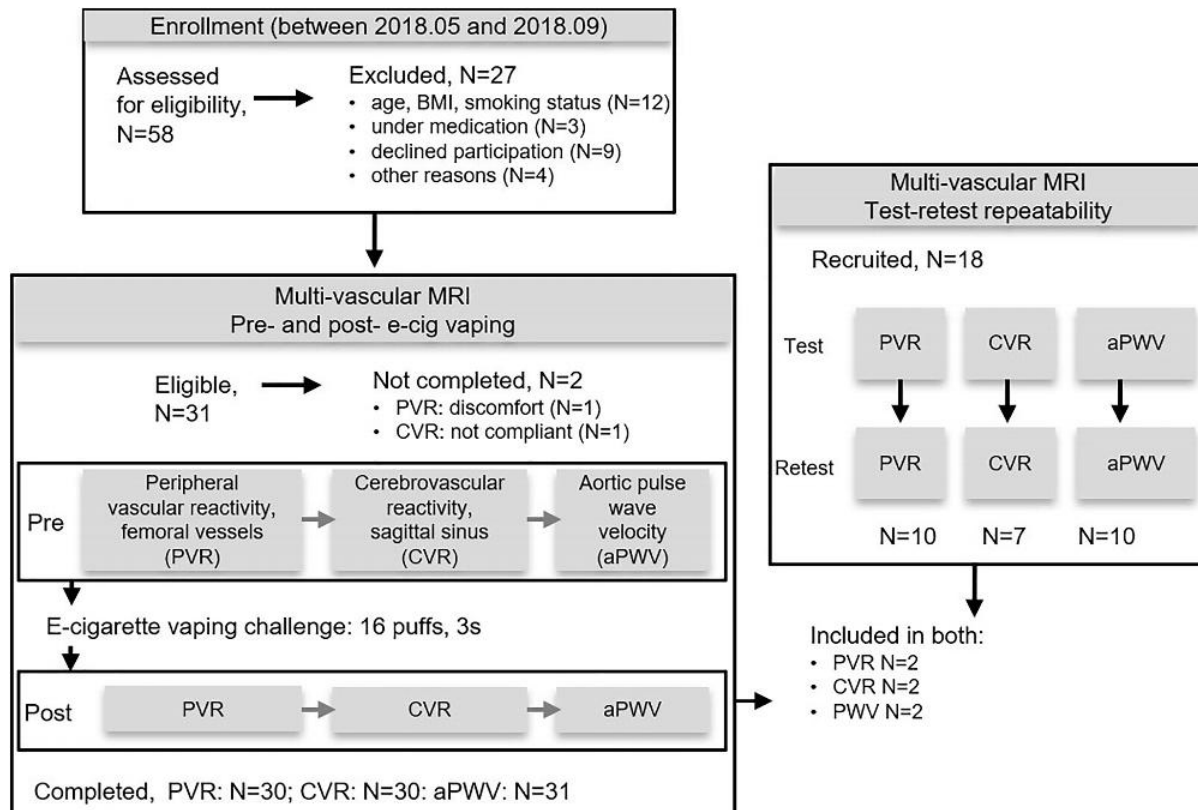 Enrollment (between 2018.05 and 2018.09)
Assessed
for eligibility,
N=58
Excluded, N=27
• age, BMI, smoking status (N=12)
• under medication (N=3)
• declined participation (N=9)
• other reasons (N=4)
Multi-vascular MRI
Pre- and post- e-cig vaping
Eligible,
N=31
Not completed, N=2
• PVR: discomfort (N=1)
• CVR: not compliant (N=1)
Pre
Peripheral
vascular reactivity,
femoral vessels
(PVR)
Cerebrovascular
reactivity,
sagittal sinus
(CVR)
Aortic pulse
wave
velocity
(aPWV)
E-cigarette vaping challenge: 16 puffs, 3s
Post
PVR
CVR
aPWV
Completed, PVR: N=30; CVR: N=30: aPWV: N=31
Multi-vascular MRI
Test-retest repeatability
Recruited, N=18
Test
PVR
CVR
aPWV
Retest
PVR
CVR
aPWV
N=10
N=7
N=10
Included in both:
• PVR N=2
• CVR N=2
• PWV N=2